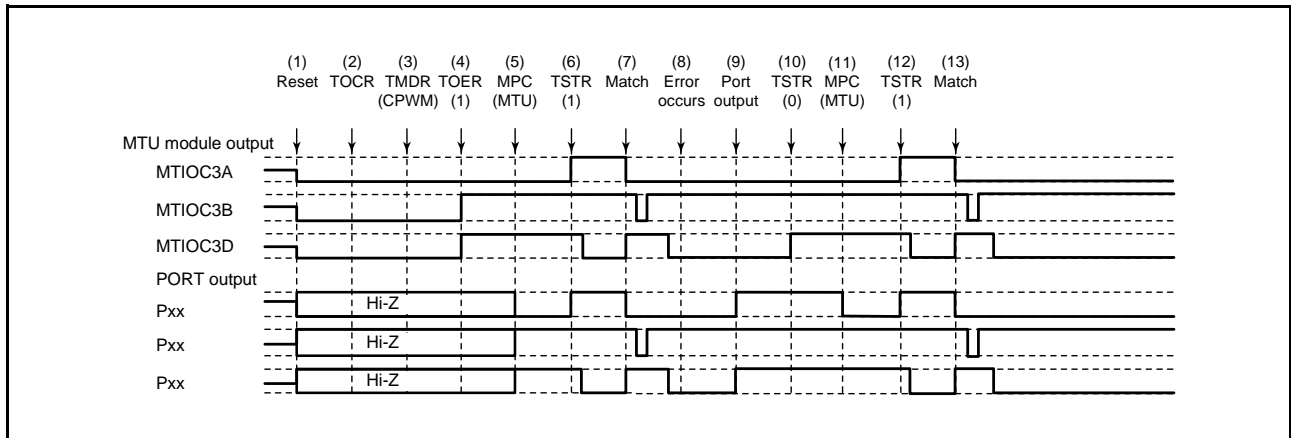 (1) (2) (3) (4) (5) (6) (7) (8) (9) (10) (11) (12) (13)
Reset TOCR TMDR TOER MPC TSTR Match Error Port TSTR MPC TSTR Match
(CPWM) (1) (MTU) (1) occurs output (0) (MTU) (1)
MTU module output
MTIOC3A
MTIOC3B
MTIOC3D
PORT output
Pxx Hi-Z
Pxx Hi-Z
Pxx Hi-Z